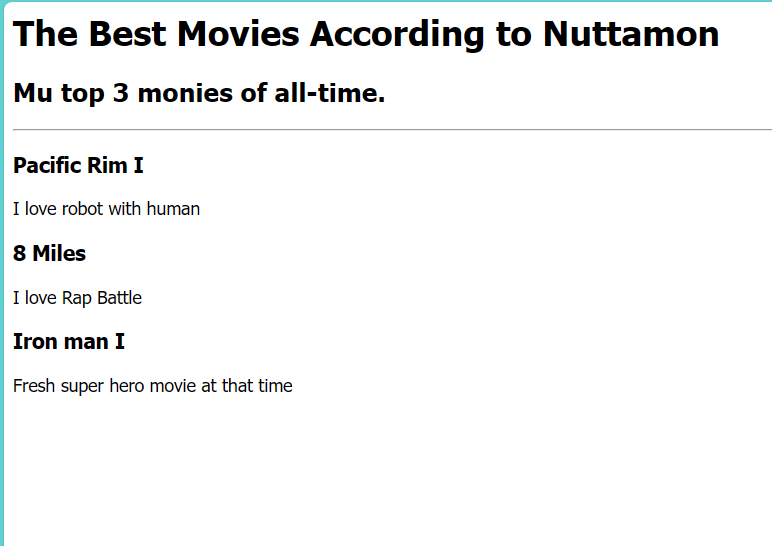 The Best Movies According to Nuttamon
Mu top 3 monies of all-time.
Pacific Rim I
I love robot with human
8 Miles
I love Rap Battle
Iron man I
Fresh super hero movie at that time